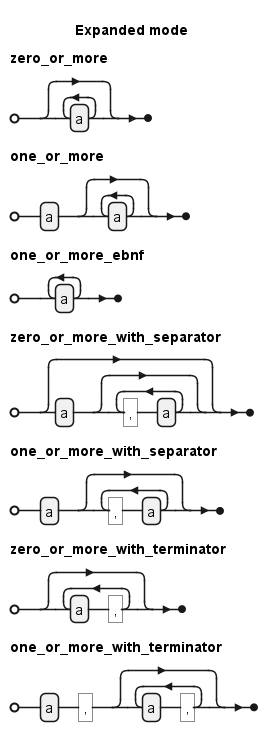 Expanded mode
zero_or_more
a
one_or_more
a a
one_or_more_ebnf
a
zero_or_more_with_separator
a , a
one_or_more_with_separator
a , a
zero_or_more_with_terminator
a ,
one_or_more_with_terminator
a , a ,